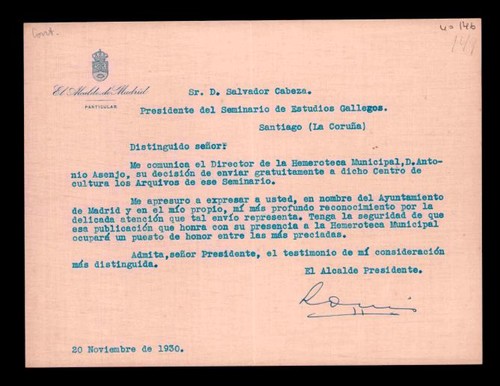 Gort.
nº 146
El Alcalde de Madrid
PARTICULAR
Sr. D. Salvador Cabeza.
Presidente del Seminario de Estudios Gallegos.
Santiago (La Coruña)
Distinguido señor:
Me comunica el Director de la Hemeroteca Municipal,D.Anto-
nio Asenjo, su decisión de enviar gratuitamente a dicho Centro de
cultura los Arquivos de ese Seminario.
Me apresuro a expresar a usted, en nombre del Ayuntamiento
de Madrid y en el mío propio, mí más profundo reconocimiento por la
delicada atención que tal envío representa. Tenga la seguridad de que
esa publicación que honra con su presencia a la Hemeroteca Municipal
ocupará un puesto de honor entre las más preciadas.
Admita,señor Presidente, el testimonio de mí consideración
más distinguida.
El Alcalde Presidente.
20 Noviembre de 1930.